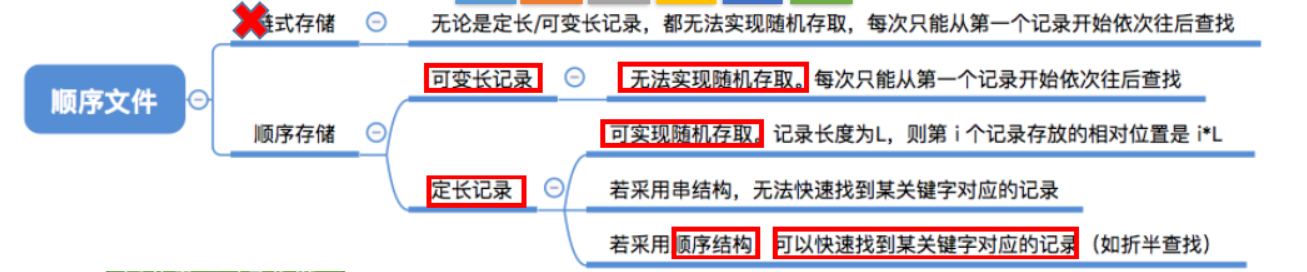 式存储
无论是定长/可变长记录，都无法实现随机存取，每次只能从第一个记录开始依次往后查找
可变长记录
无法实现随机存取。每次只能从第一个记录开始依次往后查找
顺序文件
顺序存储
可实现随机存取。记录长度为L，则第 i 个记录存放的相对位置是 i*L
定长记录
若采用串结构，无法快速找到某关键字对应的记录
若采用顺序结构，可以快速找到某关键字对应的记录（如折半查找）